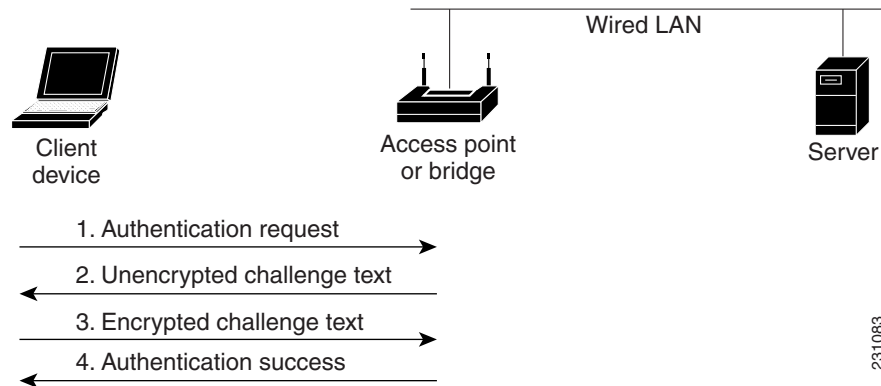 Wired LAN
Client
device
Access point
or bridge
Server
1. Authentication request
2. Unencrypted challenge text
3. Encrypted challenge text
4. Authentication success
231083